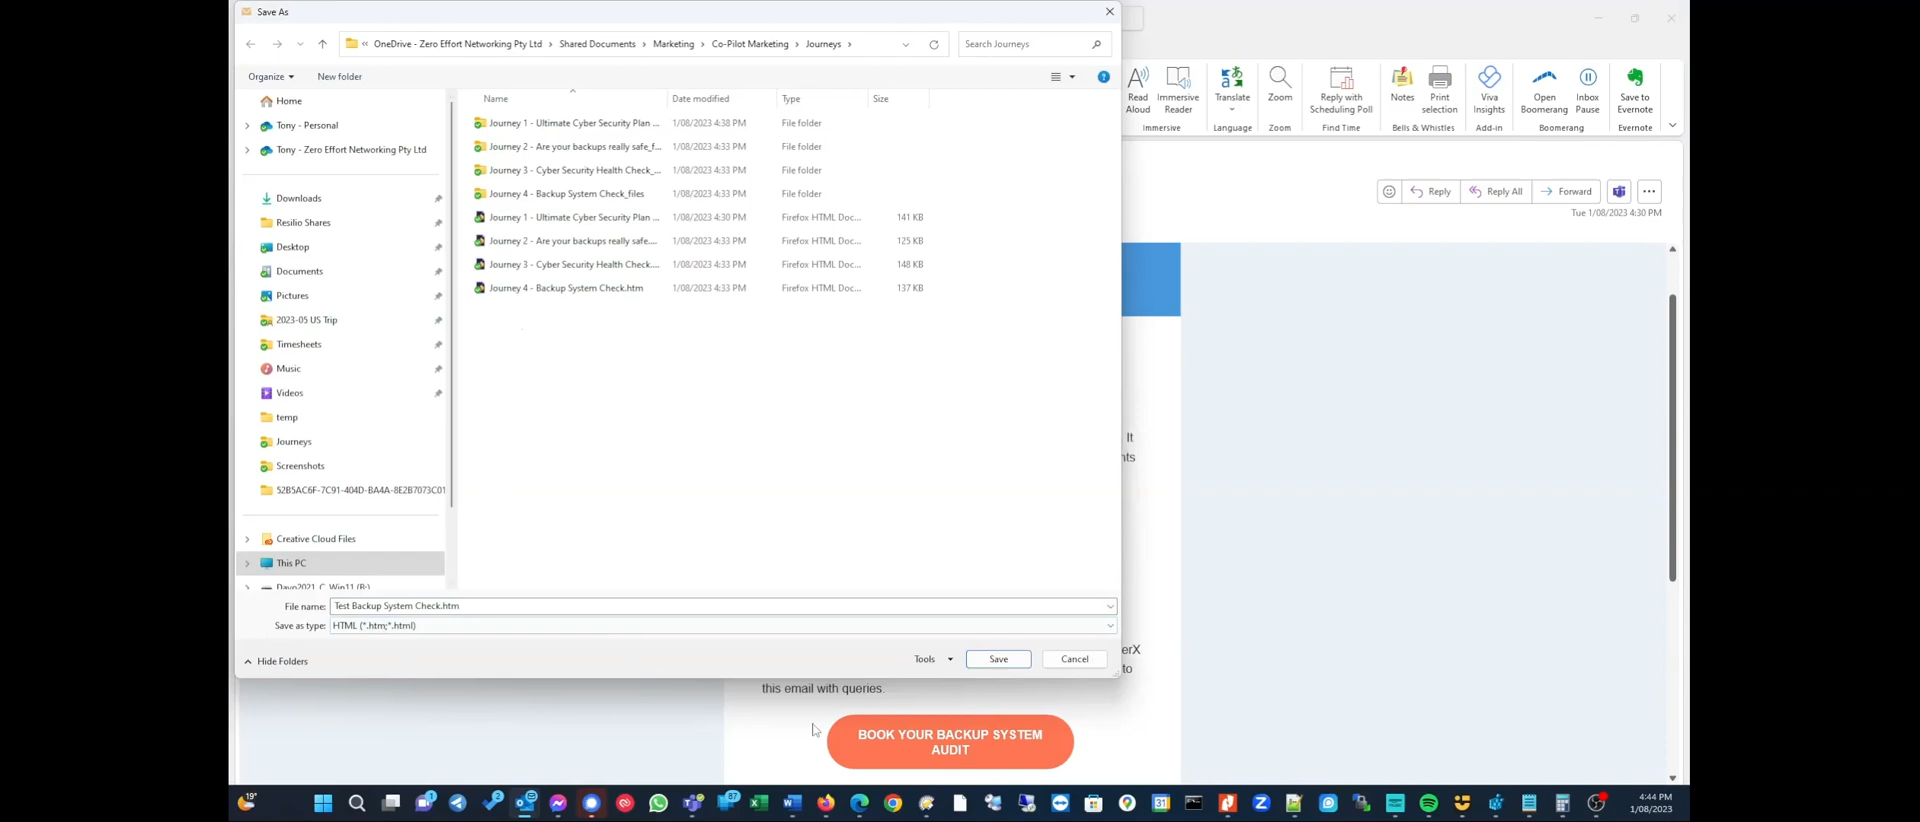 Save As
« OneDrive - Zero Effort Networking Pty Ltd > Shared Documents > Marketing > Co-Pilot Marketing > Journeys >
Search Journeys
Organize
New folder
Home
Tony - Personal
Tony - Zero Effort Networking Pty Ltd
Downloads
Resilio Shares
Desktop
Documents
Pictures
2023-05 US Trip
Timesheets
Music
Videos
temp
Journeys
Screenshots
52B5AC6F-7C91-404D-BA4A-8E2B7073C01
Creative Cloud Files
This PC
Name Date modified Type Size
Journey 1 - Ultimate Cyber Security Plan ... 1/08/2023 4:38 PM File folder
Journey 2 - Are your backups really safe_f... 1/08/2023 4:33 PM File folder
Journey 3 - Cyber Security Health Check_... 1/08/2023 4:33 PM File folder
Journey 4 - Backup System Check_files 1/08/2023 4:33 PM File folder
Journey 1 - Ultimate Cyber Security Plan ... 1/08/2023 4:30 PM Firefox HTML Doc... 141 KB
Journey 2 - Are your backups really safe.... 1/08/2023 4:33 PM Firefox HTML Doc... 125 KB
Journey 3 - Cyber Security Health Check.... 1/08/2023 4:33 PM Firefox HTML Doc... 148 KB
Journey 4 - Backup System Check.htm 1/08/2023 4:33 PM Firefox HTML Doc... 137 KB
File name: Test Backup System Check.htm
Save as type: HTML (*.htm;*.html)
Hide Folders
Tools
Save
Cancel
Read Aloud
Immersive Reader
Immersive
Translate
Language
Zoom
Zoom
Reply with Scheduling Poll
Find Time
Notes
Print selection
Bells & Whistles
Viva Insights
Add-in
Open Boomerang
Inbox Pause
Boomerang
Save to Evernote
Evernote
Reply
Reply All
Forward
Tue 1/08/2023 4:30 PM
It
nts
erX
to
this email with queries.
BOOK YOUR BACKUP SYSTEM
AUDIT
19°
1
2
87
4:44 PM
1/08/2023